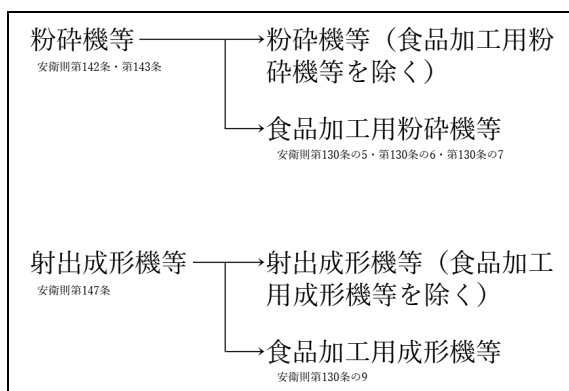 粉砕機等
安衛則第142条・第143条
粉砕機等（食品加工用粉
砕機等を除く）
食品加工用粉砕機等
安衛則第130条の5・第130条の6・第130条の7
射出成形機等
安衛則第147条
射出成形機等（食品加工
用成形機等を除く）
食品加工用成形機等
安衛則第130条の9